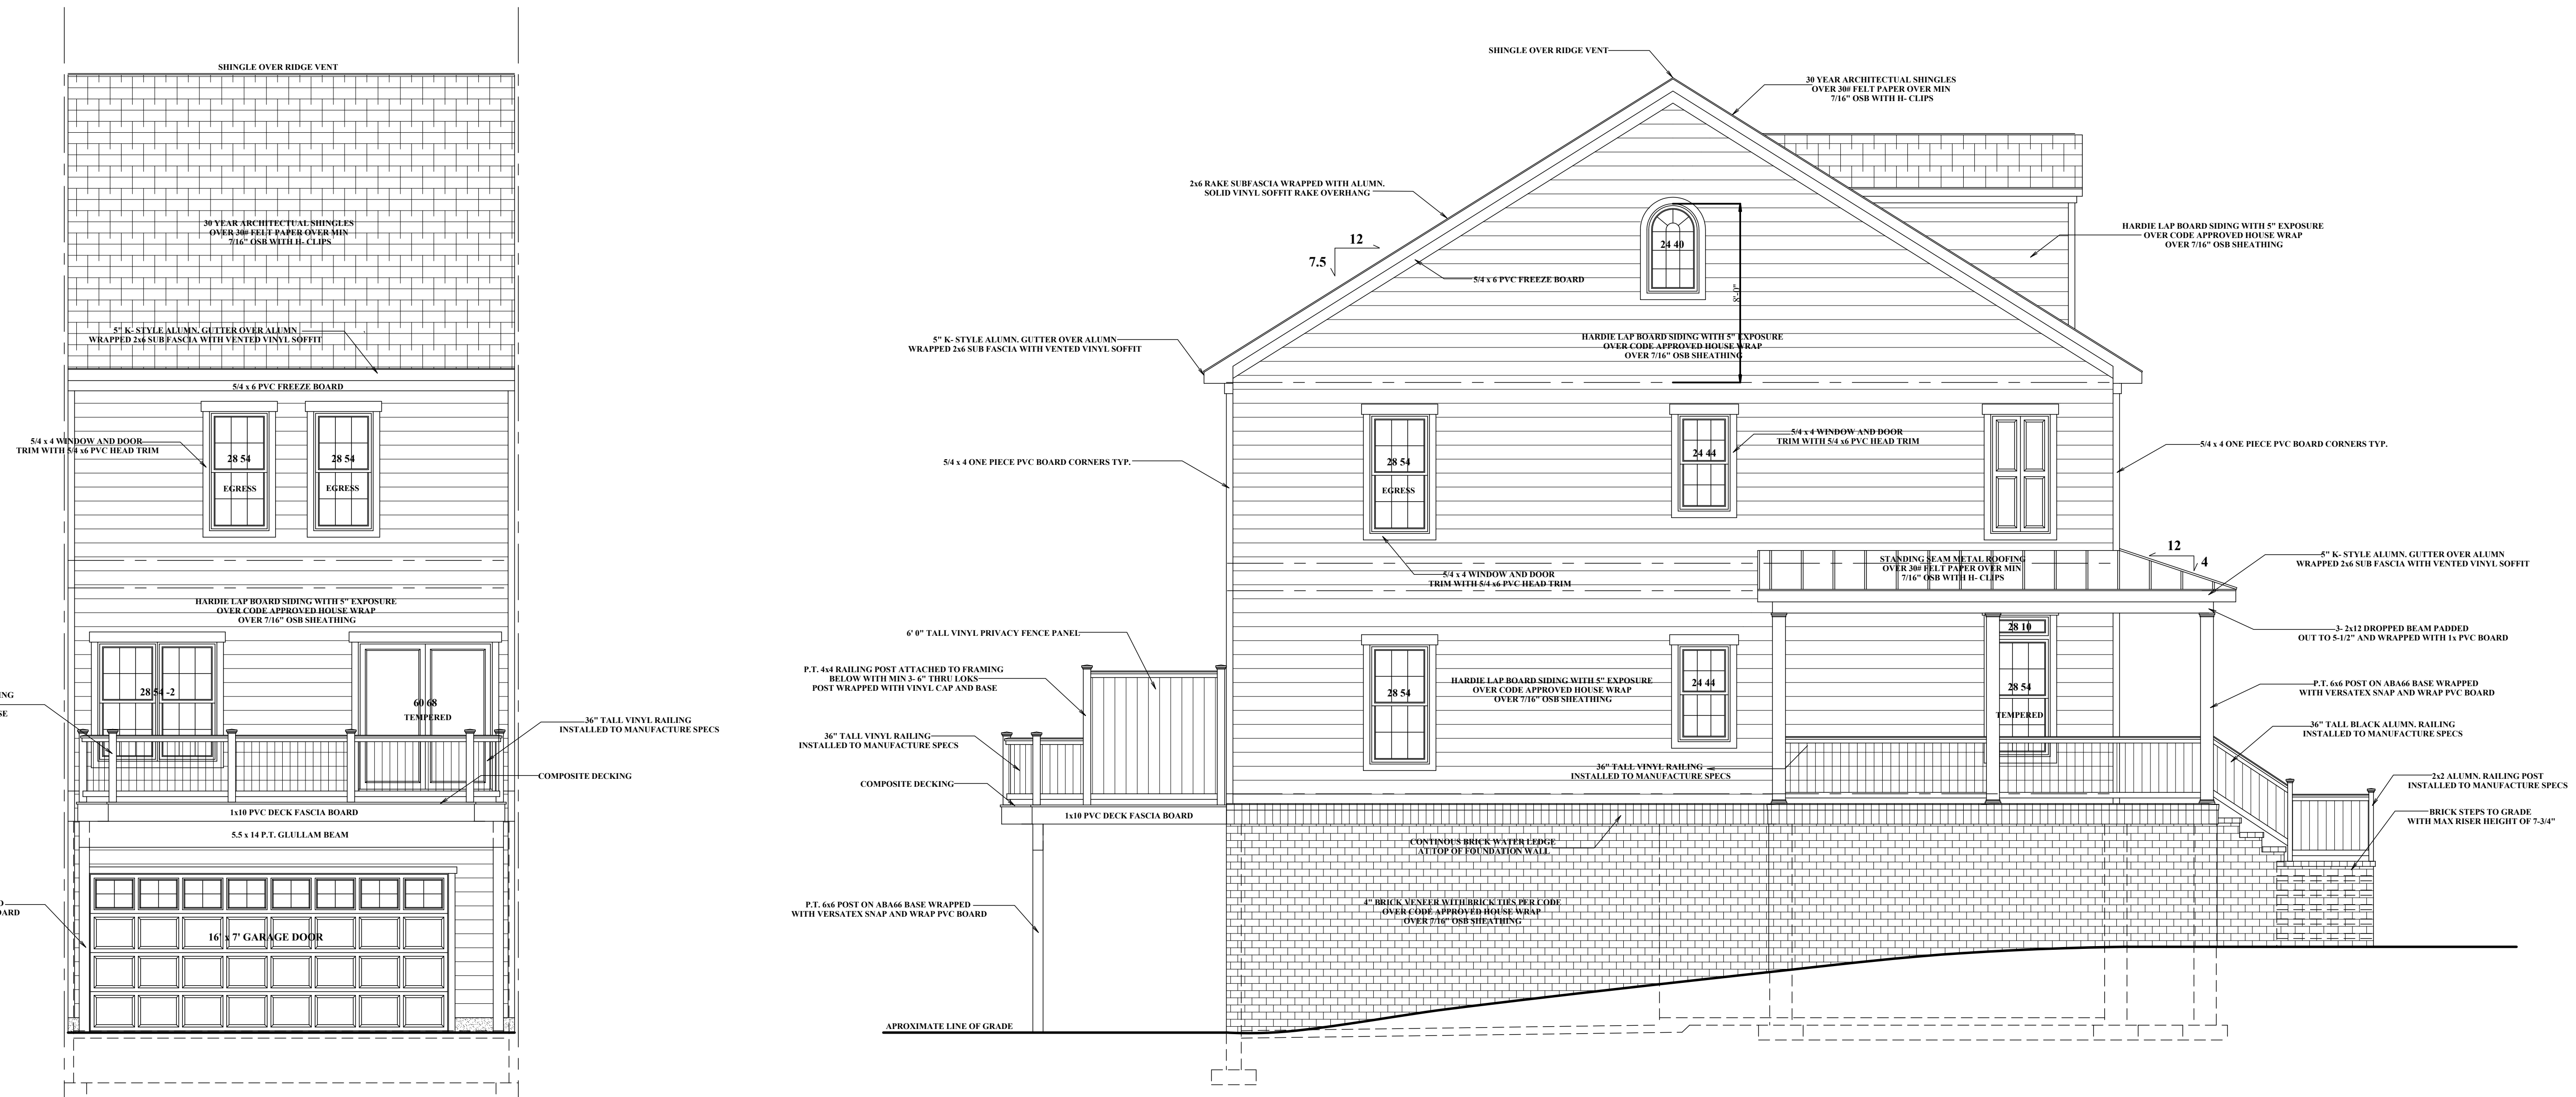 SHINGLE OVER RIDGE VENT
30 YEAR ARCHITECTUAL SHINGLES
OVER 30# FELT PAPER OVER MIN
7/16" OSB WITH H- CLIPS
5" K- STYLE ALUMN. GUTTER OVER ALUMN
WRAPPED 2x6 SUB FASCIA WITH VENTED VINYL SOFFIT
5/4 x 6 PVC FREEZE BOARD
5/4 x 4 WINDOW AND DOOR
TRIM WITH 5/4 x6 PVC HEAD TRIM
28 54
EGRESS
28 54
EGRESS
HARDIE LAP BOARD SIDING WITH 5" EXPOSURE
OVER CODE APPROVED HOUSE WRAP
OVER 7/16" OSB SHEATHING
28 54 -2
60 68
TEMPERED
ING
SE
36" TALL VINYL RAILING
INSTALLED TO MANUFACTURE SPECS
COMPOSITE DECKING
1x10 PVC DECK FASCIA BOARD
5.5 x 14 P.T. GLULLAM BEAM
D
OARD
16' x 7' GARAGE DOOR
SHINGLE OVER RIDGE VENT
30 YEAR ARCHITECTUAL SHINGLES
OVER 30# FELT PAPER OVER MIN
7/16" OSB WITH H- CLIPS
2x6 RAKE SUBFASCIA WRAPPED WITH ALUMN.
SOLID VINYL SOFFIT RAKE OVERHANG
12
7.5
24 40
5/4 x 6 PVC FREEZE BOARD
8'-0"
HARDIE LAP BOARD SIDING WITH 5" EXPOSURE
OVER CODE APPROVED HOUSE WRAP
OVER 7/16" OSB SHEATHING
HARDIE LAP BOARD SIDING WITH 5" EXPOSURE
OVER CODE APPROVED HOUSE WRAP
OVER 7/16" OSB SHEATHING
5" K- STYLE ALUMN. GUTTER OVER ALUMN
WRAPPED 2x6 SUB FASCIA WITH VENTED VINYL SOFFIT
5/4 x 4 ONE PIECE PVC BOARD CORNERS TYP.
28 54
EGRESS
24 44
5/4 x 4 WINDOW AND DOOR
TRIM WITH 5/4 x6 PVC HEAD TRIM
5/4 x 4 ONE PIECE PVC BOARD CORNERS TYP.
5/4 x 4 WINDOW AND DOOR
TRIM WITH 5/4 x6 PVC HEAD TRIM
STANDING SEAM METAL ROOFING
OVER 30# FELT PAPER OVER MIN
7/16" OSB WITH H- CLIPS
12
4
5" K- STYLE ALUMN. GUTTER OVER ALUMN
WRAPPED 2x6 SUB FASCIA WITH VENTED VINYL SOFFIT
6' 0" TALL VINYL PRIVACY FENCE PANEL
28 10
3- 2x12 DROPPED BEAM PADDED
OUT TO 5-1/2" AND WRAPPED WITH 1x PVC BOARD
P.T. 4x4 RAILING POST ATTACHED TO FRAMING
BELOW WITH MIN 3- 6" THRU LOKS
POST WRAPPED WITH VINYL CAP AND BASE
28 54
HARDIE LAP BOARD SIDING WITH 5" EXPOSURE
OVER CODE APPROVED HOUSE WRAP
OVER 7/16" OSB SHEATHING
24 44
28 54
TEMPERED
P.T. 6x6 POST ON ABA66 BASE WRAPPED
WITH VERSATEX SNAP AND WRAP PVC BOARD
36" TALL BLACK ALUMN. RAILING
INSTALLED TO MANUFACTURE SPECS
36" TALL VINYL RAILING
INSTALLED TO MANUFACTURE SPECS
36" TALL VINYL RAILING
INSTALLED TO MANUFACTURE SPECS
COMPOSITE DECKING
2x2 ALUMN. RAILING POST
INSTALLED TO MANUFACTURE SPECS
1x10 PVC DECK FASCIA BOARD
BRICK STEPS TO GRADE
WITH MAX RISER HEIGHT OF 7-3/4"
CONTINOUS BRICK WATER LEDGE
AT TOP OF FOUNDATION WALL
P.T. 6x6 POST ON ABA66 BASE WRAPPED
WITH VERSATEX SNAP AND WRAP PVC BOARD
4" BRICK VENEER WITH BRICK TIES PER CODE
OVER CODE APPROVED HOUSE WRAP
OVER 7/16" OSB SHEATHING
APROXIMATE LINE OF GRADE